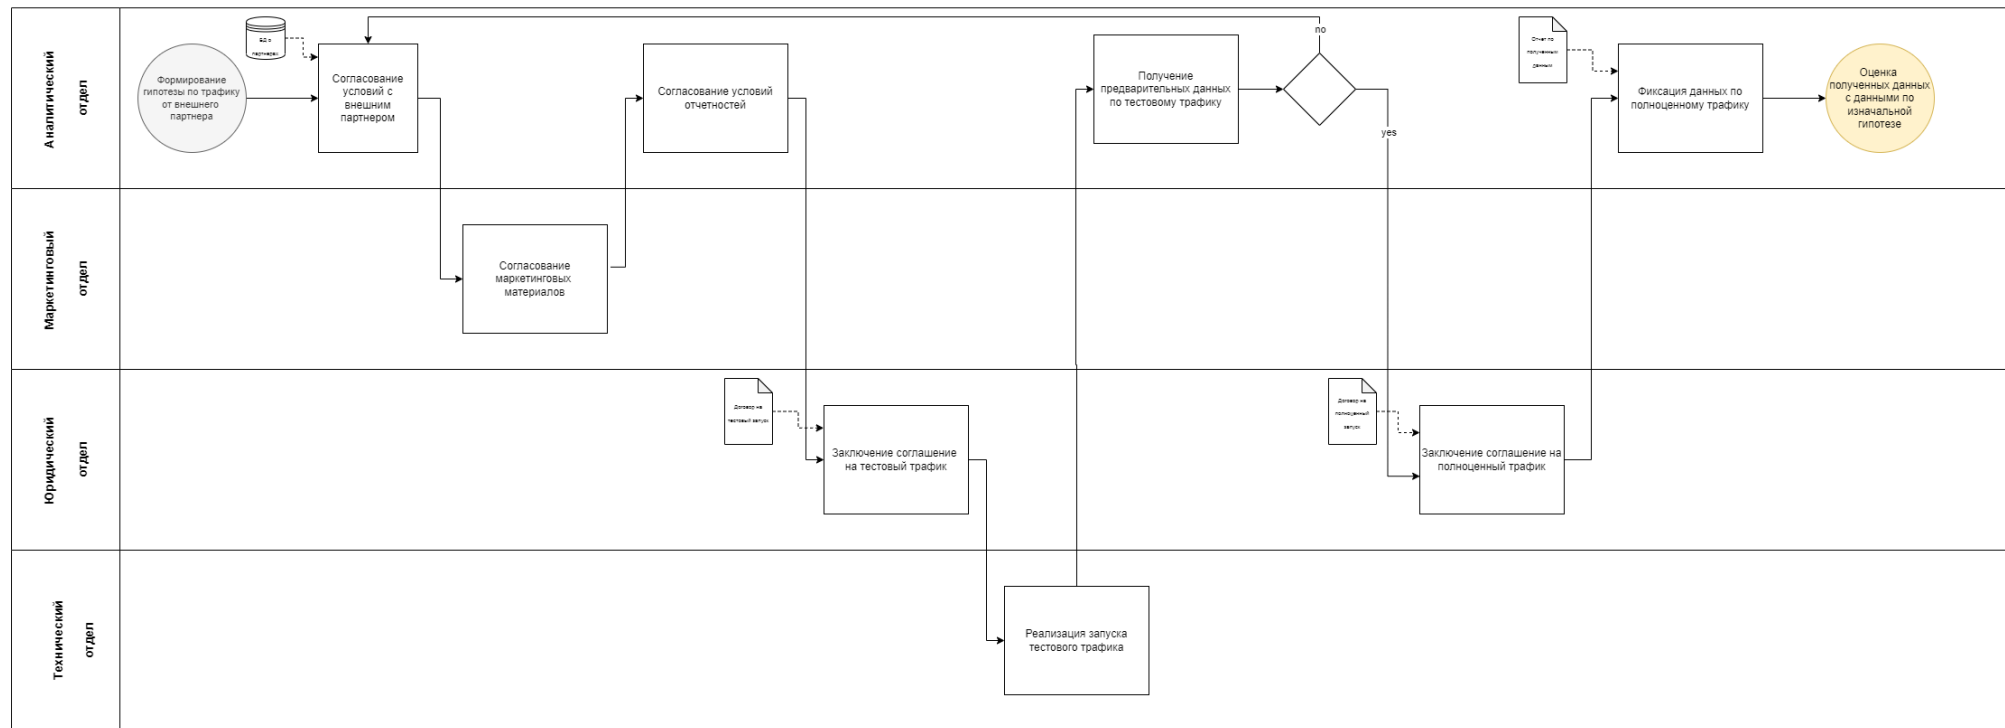 Аналитический
отдел
Формирование
гипотезы по трафику
от внешнего
партнера
БД о
партнерах
Согласование
условий с
внешним
партнером
Согласование условий
отчетностей
Получение
предварительных данных
по тестовому трафику
no
yes
Отчет по
полученным
данным
Фиксация данных по
полноценному трафику
Оценка
полученных данных
с данными по
изначальной
гипотезе
Маркетинговый
отдел
Согласование
маркетинговых
материалов
Юридический
отдел
Договор на
тестовый запуск
Заключение соглашение
на тестовый трафик
Договор на
полноценный
запуск
Заключение соглашение на
полноценный трафик
Технический
отдел
Реализация запуска
тестового трафика